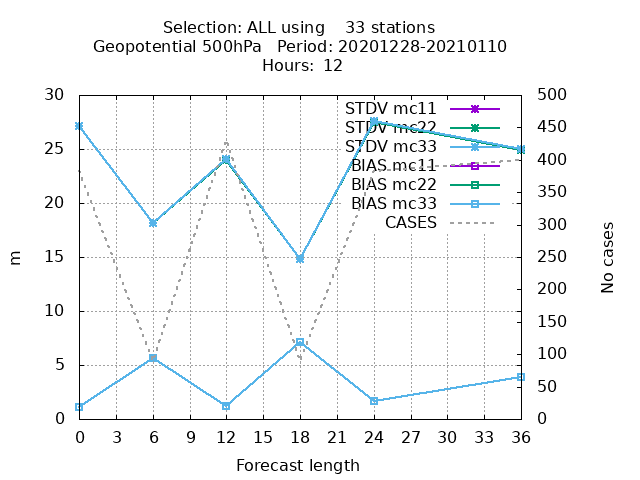 Selection: ALL using 33 stations
Geopotential 500hPa Period: 20201228-20210110
Hours: 12
30 500
STDV mc11
450
STDV mc22
25 STDV mc33
400
BIAS mc11
BIAS mc22
350
20 BIAS mc33
CASES 300
m
No cases
15 250
200
10
150
5 100
50
0 0
0 3 6 9 12 15 18 21 24 27 30 33 36
Forecast length